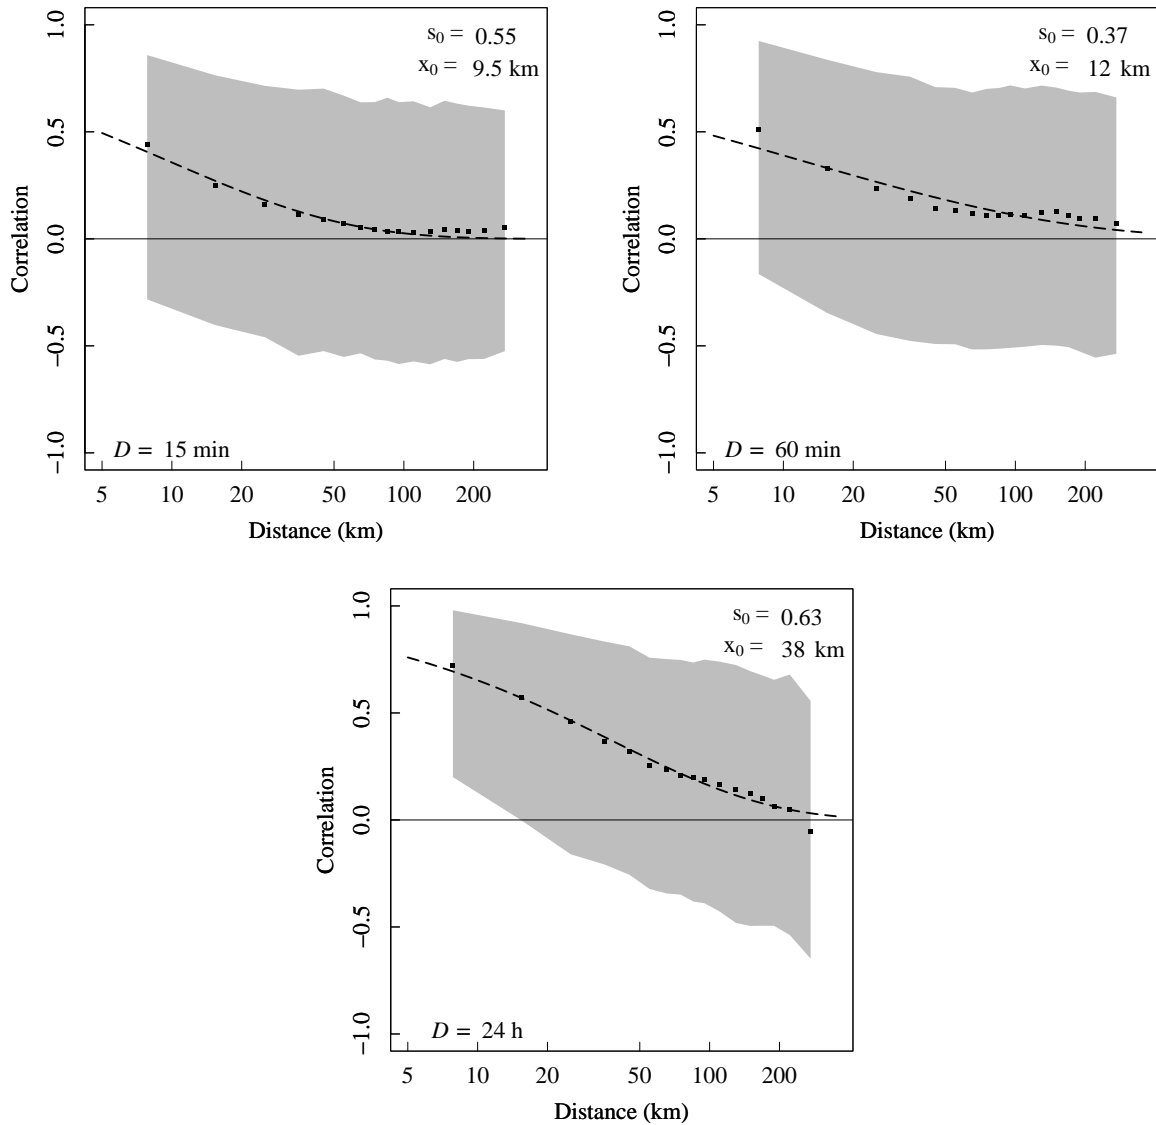 s₀ = 0.55
x₀ = 9.5 km
1.0
0.5
0.0
−0.5
−1.0
Correlation
D = 15 min
5 10 20 50 100 200
Distance (km)
s₀ = 0.37
x₀ = 12 km
1.0
0.5
0.0
−0.5
−1.0
Correlation
D = 60 min
5 10 20 50 100 200
Distance (km)
s₀ = 0.63
x₀ = 38 km
1.0
0.5
0.0
−0.5
−1.0
Correlation
D = 24 h
5 10 20 50 100 200
Distance (km)